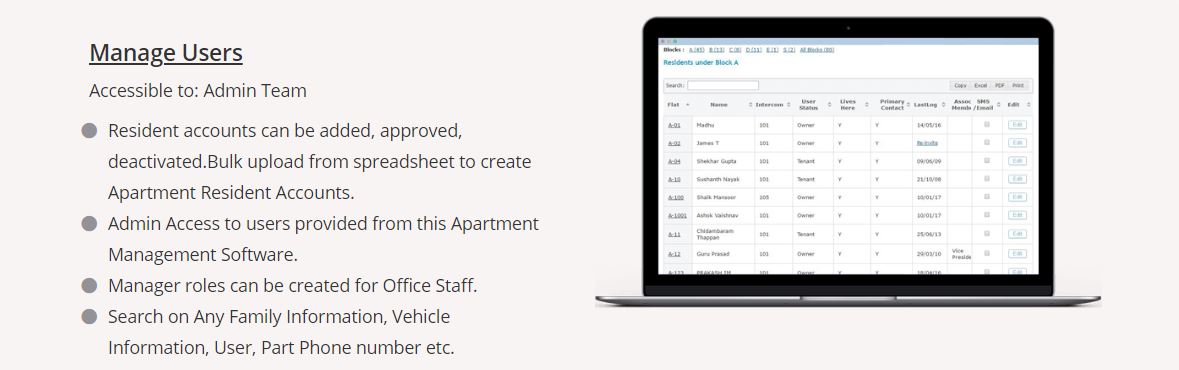 Manage Users
Accessible to: Admin Team
Resident accounts can be added, approved,
deactivated.Bulk upload from spreadsheet to create
Apartment Resident Accounts.
Admin Access to users provided from this Apartment
Management Software.
Manager roles can be created for Office Staff.
Search on Any Family Information, Vehicle
Information, User, Part Phone number etc.
Blocks : A (45) B (13) C (8) D (11) E (1) S (2) All Blocks (80)
Residents under Block A
Search: Copy Excel PDF Print
Flat Name Intercom User Status Lives Here Primary Contact LastLog Assoc Memb SMS /Email Edit
A-01 Madhu 101 Owner Y Y 14/05/16 Edit
A-02 James T 101 Owner Y Y Re-invite Edit
A-04 Shekhar Gupta 101 Tenant Y Y 09/06/09 Edit
A-10 Sushanth Nayak 101 Tenant Y Y 21/10/08 Edit
A-100 Shaik Mansoor 105 Owner Y Y 10/01/17 Edit
A-1001 Ashok Vaishnav 101 Owner Y Y 10/01/17 Edit
A-11 Chidambaram Thappan 101 Tenant Y Y 25/06/13 Edit
A-12 Guru Prasad 101 Owner Y Y 29/03/10 Vice Preside Edit
101 Owner Y Y